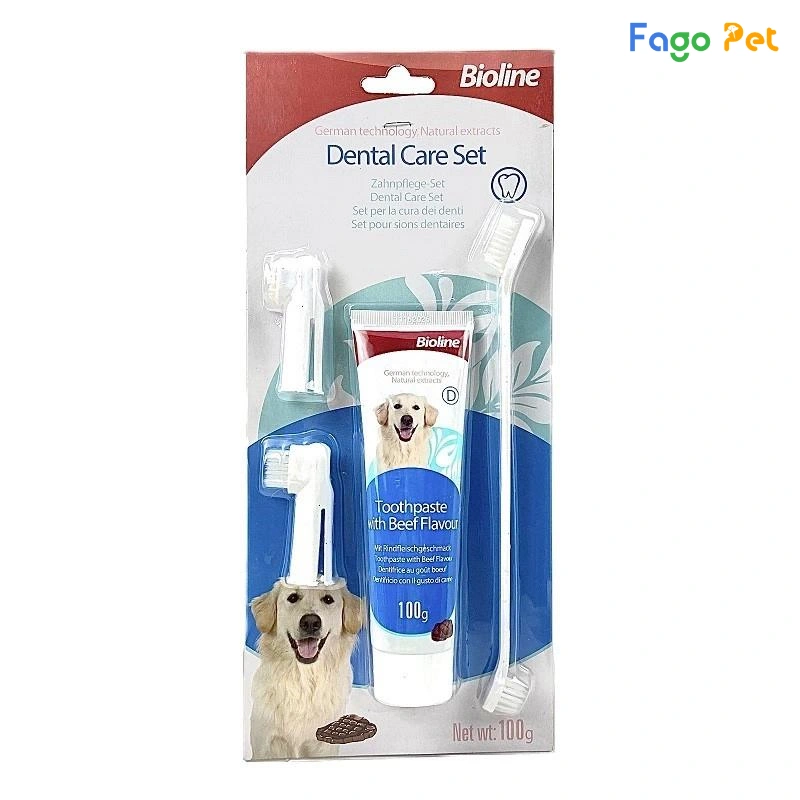 Fago Pet
Bioline
German technology, Natural extracts
Dental Care Set
Zahnpflege-Set
Dental Care Set
Set per la cura dei denti
Set pour sions dentaires
Bioline
German technology,
Natural extracts
D
Toothpaste
with Beef Flavour
Mit Rindfleischgeschmack
Toothpaste with Beef Flavour
Dentifrice au goût boeuf
Dentifricio con il gusto di carne
100g
Net wt: 100g